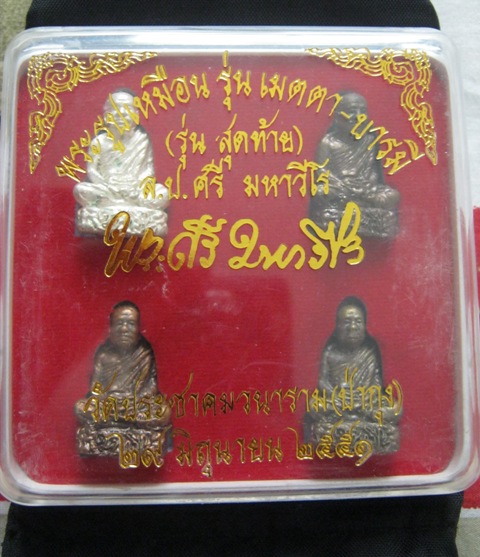 พระรูปเหมือน รุ่น เมตตา-บารมี
(รุ่น สุดท้าย)
ส.ป. ศรี มหาวีโร
พระศรี มหาวีโร
วัดประชาคมวนาราม(ป่ากุง)
๒๙ มิถุนายน ๒๕๕๑